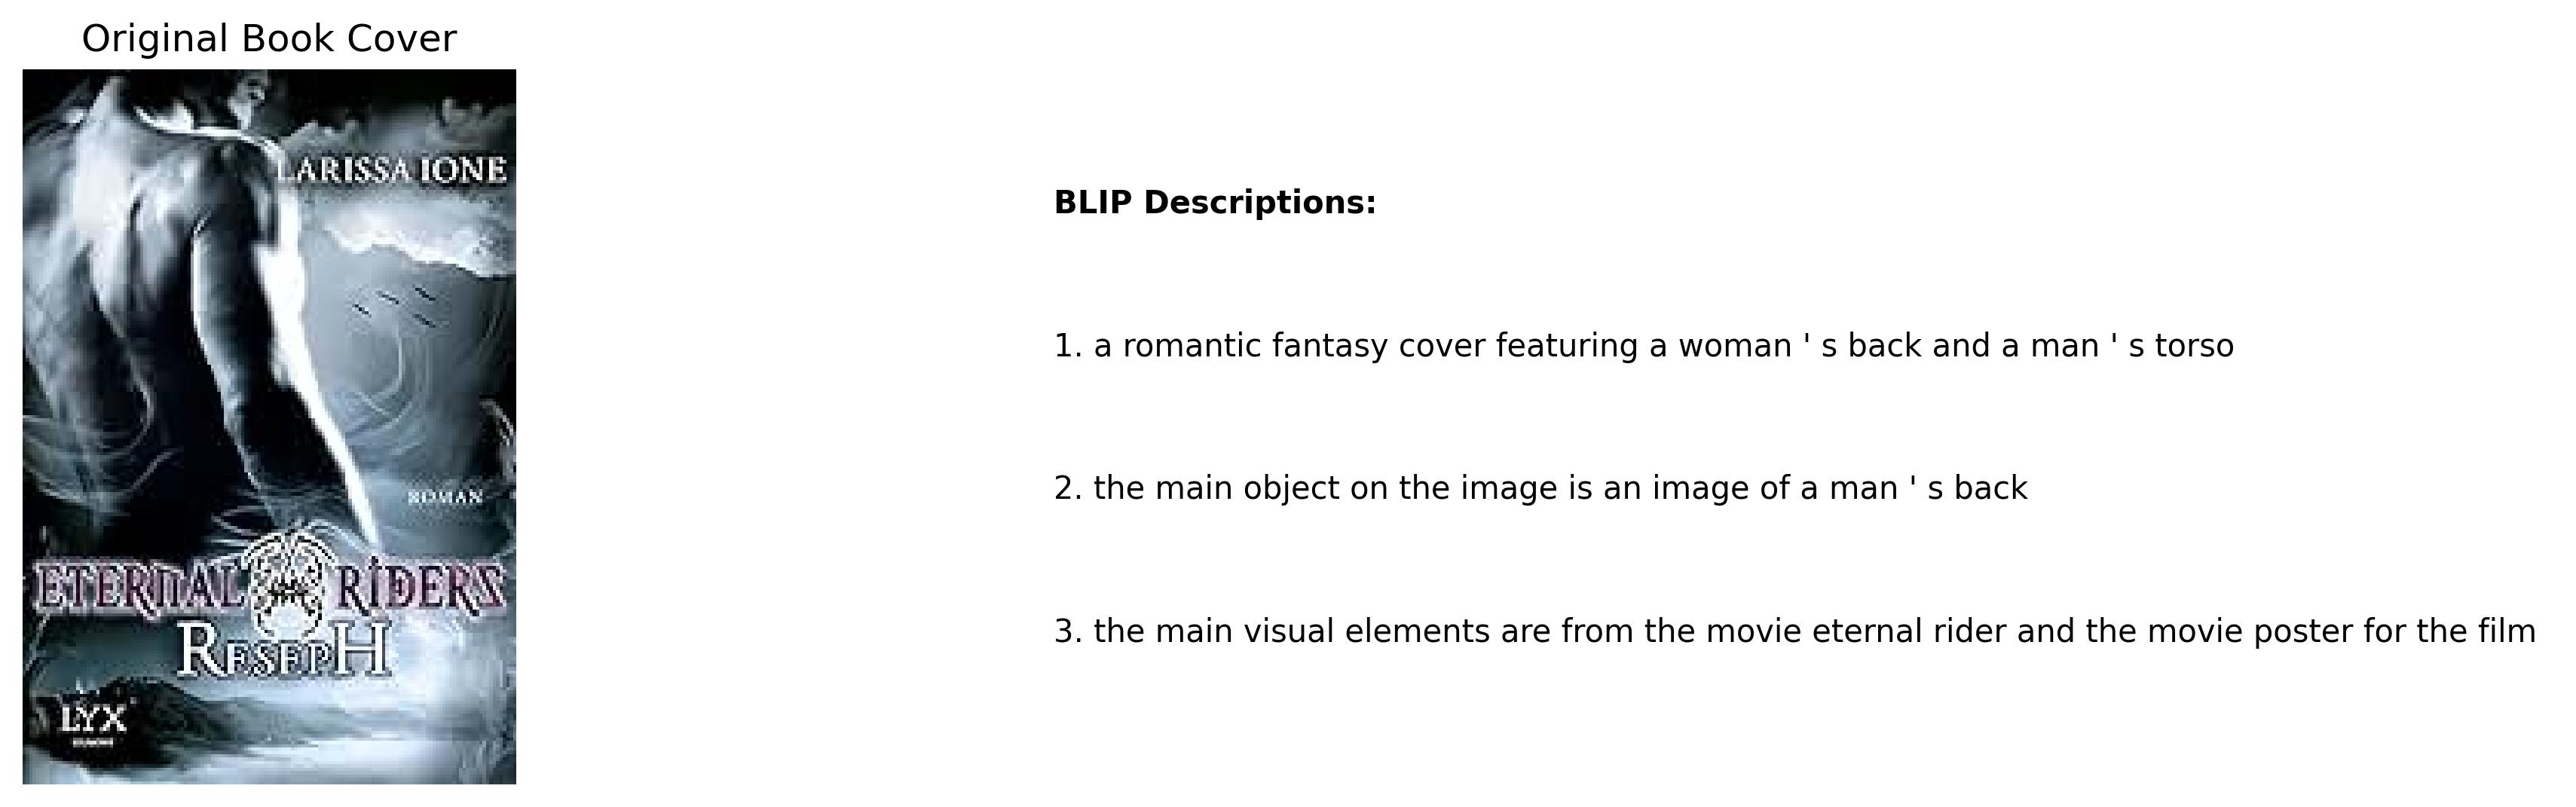 Original Book Cover
LARISSA IONE
ROMAN
ETERNAL RIDERS
RESEPH
LYX
BLIP Descriptions:
1. a romantic fantasy cover featuring a woman ' s back and a man ' s torso
2. the main object on the image is an image of a man ' s back
3. the main visual elements are from the movie eternal rider and the movie poster for the film